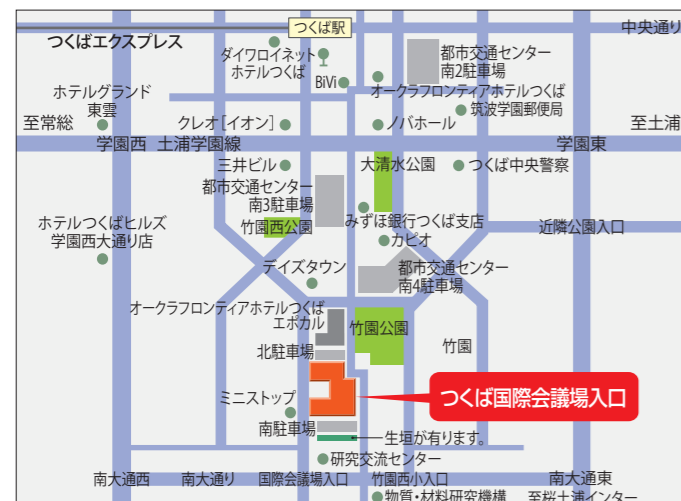 つくば駅
中央通り
つくばエクスプレス
ダイワロイネット
ホテルつくば
都市交通センター
南2駐車場
BiVi
オークラフロンティアホテルつくば
ホテルグランド
東雲
筑波学園郵便局
至常総
クレオ[イオン]
ノバホール
至土浦
学園西
土浦学園線
学園東
三井ビル
大清水公園
つくば中央警察
都市交通センター
南3駐車場
みずほ銀行つくば支店
ホテルつくばヒルズ
学園西大通り店
竹園西公園
近隣公園入口
カピオ
デイズタウン
都市交通センター
南4駐車場
オークラフロンティアホテルつくば
エポカル
竹園公園
竹園
北駐車場
つくば国際会議場入口
ミニストップ
南駐車場
生垣が有ります。
研究交流センター
南大通西
南大通り
国際会議場入口
竹園西小入口
南大通東
物質・材料研究機構
至桜土浦インター